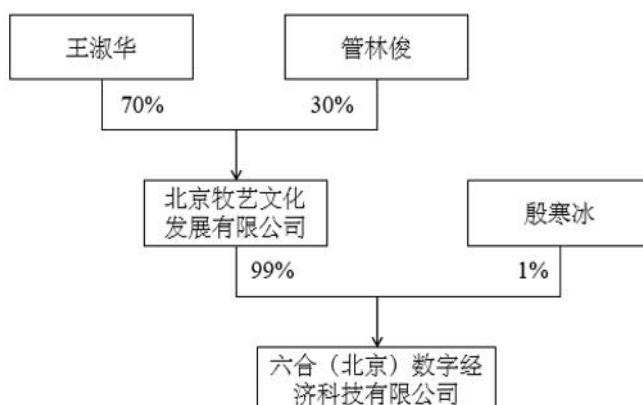 王淑华
管林俊
70%
30%
北京牧艺文化
发展有限公司
殷寒冰
99%
1%
六合（北京）数字经
济科技有限公司